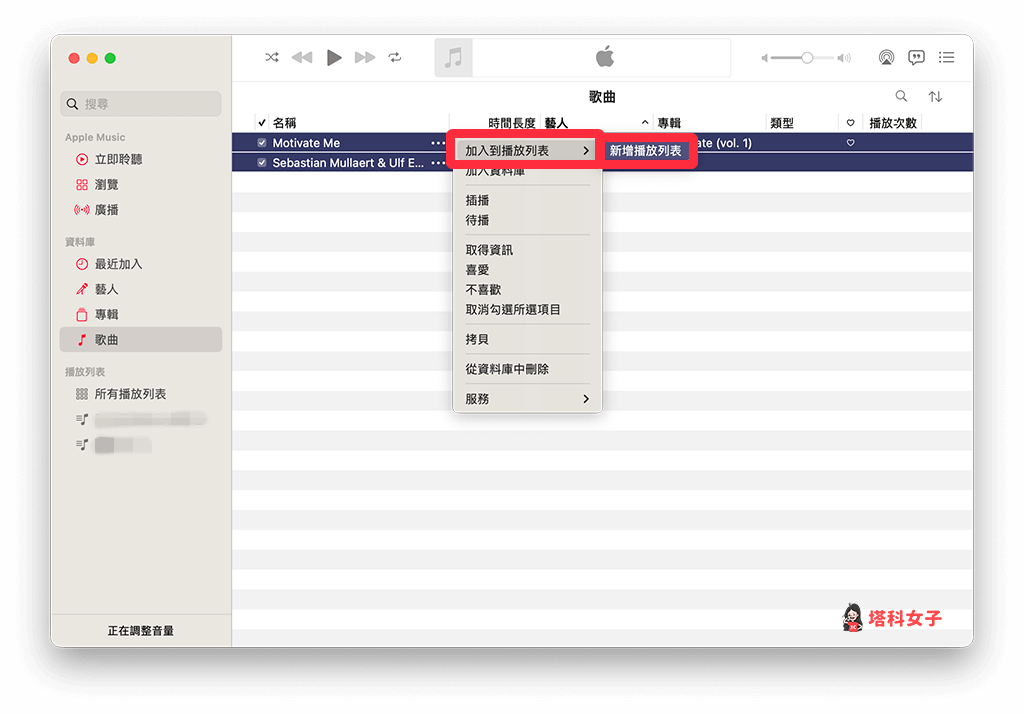 搜尋
Apple Music
立即聆聽
瀏覽
廣播
資料庫
最近加入
藝人
專輯
歌曲
播放列表
所有播放列表
正在調整音量
歌曲
名稱 時間長度 藝人 專輯 類型 播放次數
Motivate Me ate (vol. 1)
Sebastian Mullaert & Ulf E...
加入到播放列表 新增播放列表
加入資料庫
插播
待播
取得資訊
喜愛
不喜歡
取消勾選所選項目
拷貝
從資料庫中刪除
服務
塔科女子